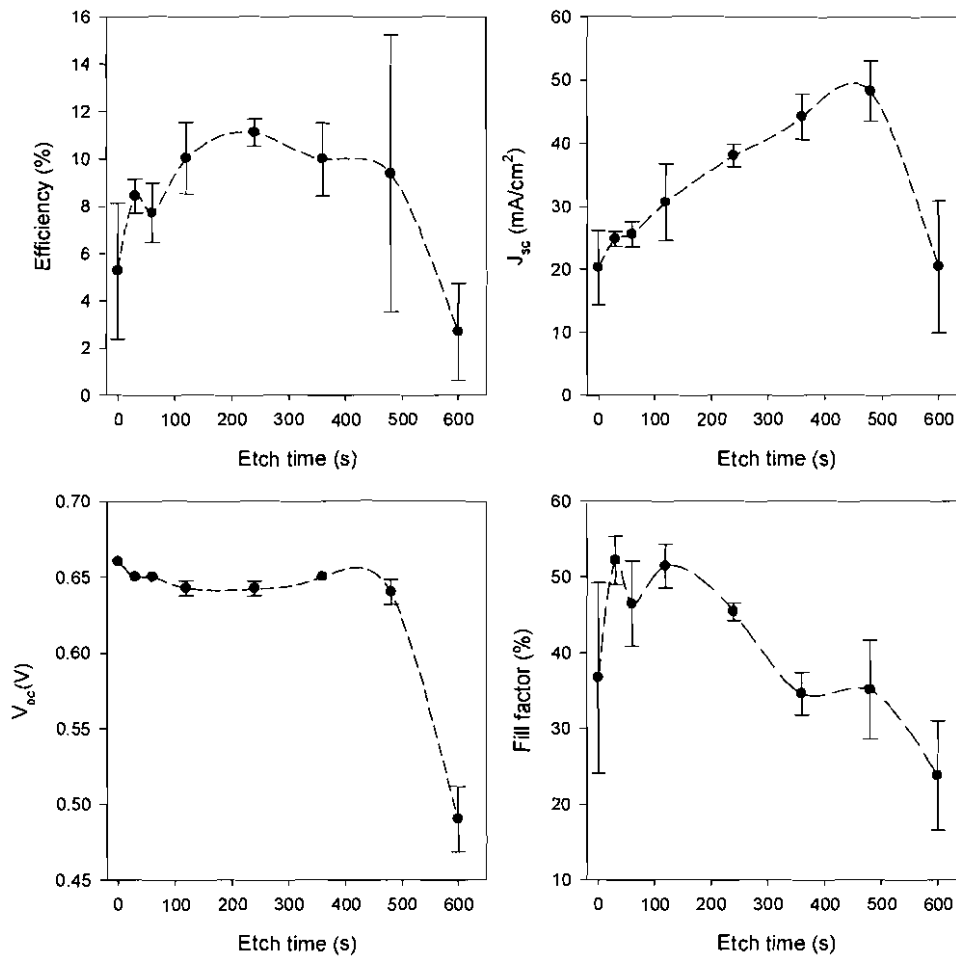 16
14
12
10
8
6
4
2
0
Efficiency (%)
0 100 200 300 400 500 600
Etch time (s)
60
50
40
30
20
10
0
J_sc (mA/cm²)
0 100 200 300 400 500 600
Etch time (s)
0.70
0.65
0.60
0.55
0.50
0.45
V_oc (V)
0 100 200 300 400 500 600
Etch time (s)
60
50
40
30
20
10
Fill factor (%)
0 100 200 300 400 500 600
Etch time (s)